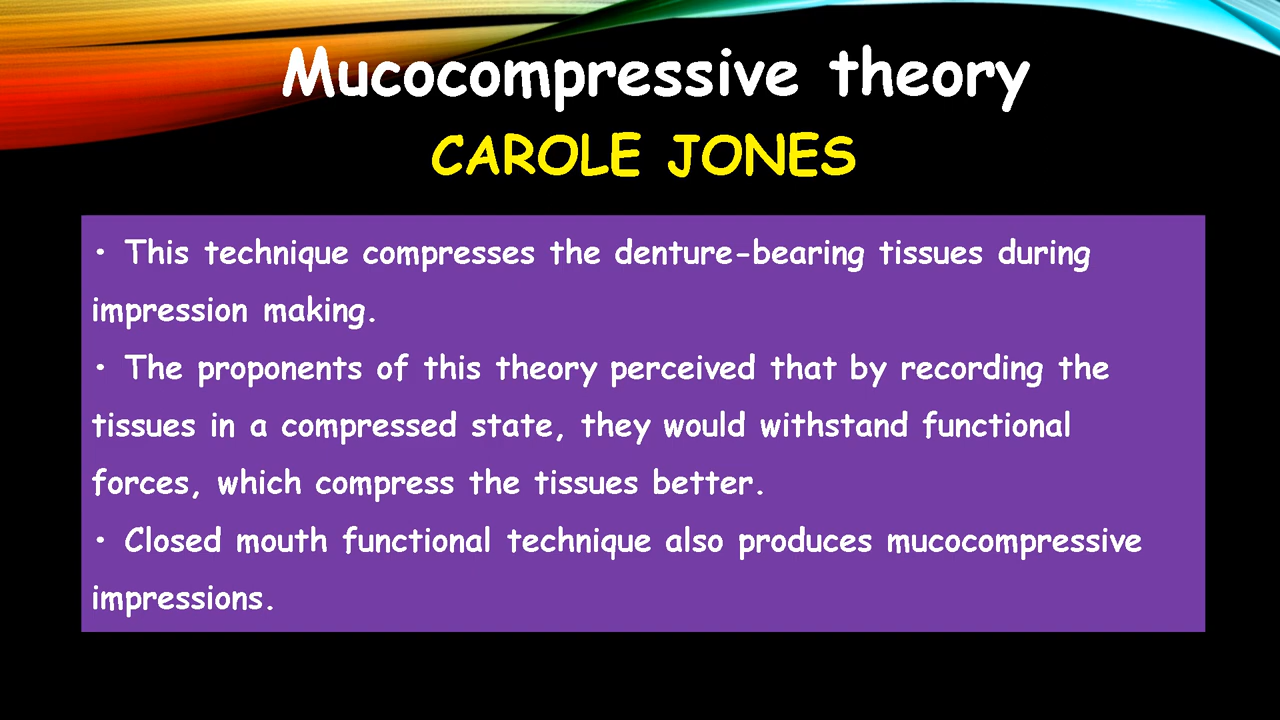 Mucocompressive theory
CAROLE JONES
• This technique compresses the denture-bearing tissues during
impression making.
• The proponents of this theory perceived that by recording the
tissues in a compressed state, they would withstand functional
forces, which compress the tissues better.
• Closed mouth functional technique also produces mucocompressive
impressions.